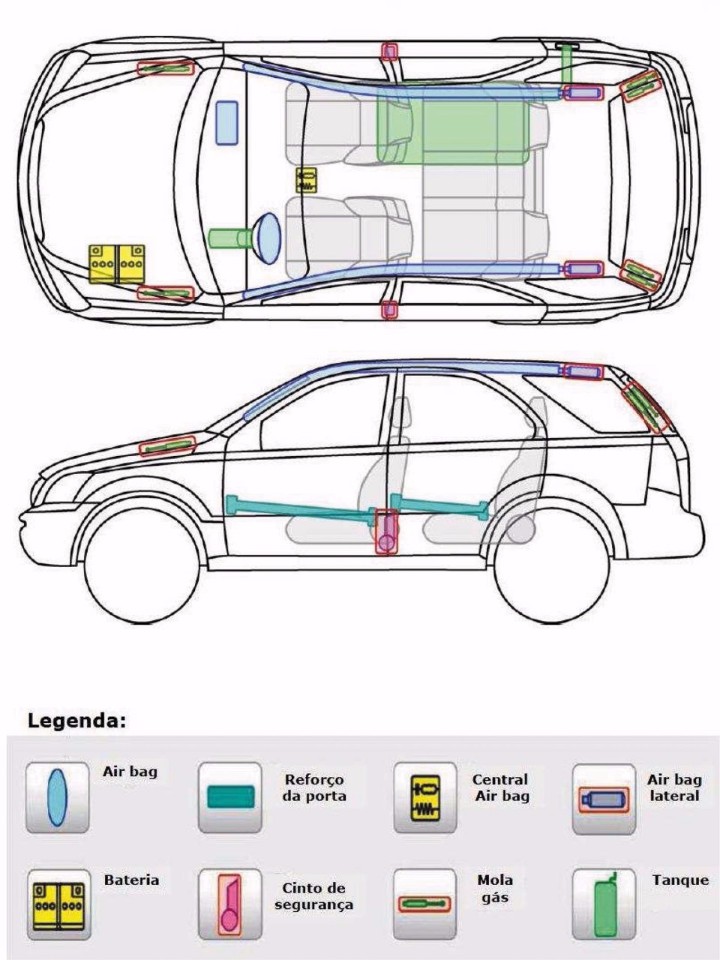 Legenda:
Air bag
Reforço
da porta
Central
Air bag
Air bag
lateral
Bateria
Cinto de
segurança
Mola
gás
Tanque